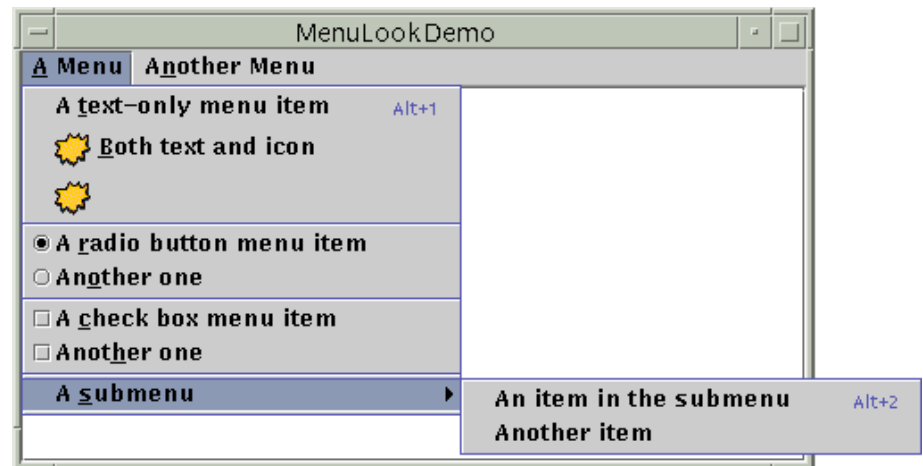 MenuLookDemo
A Menu Another Menu
A text-only menu item Alt+1
Both text and icon
A radio button menu item
Another one
A check box menu item
Another one
A submenu
An item in the submenu Alt+2
Another item